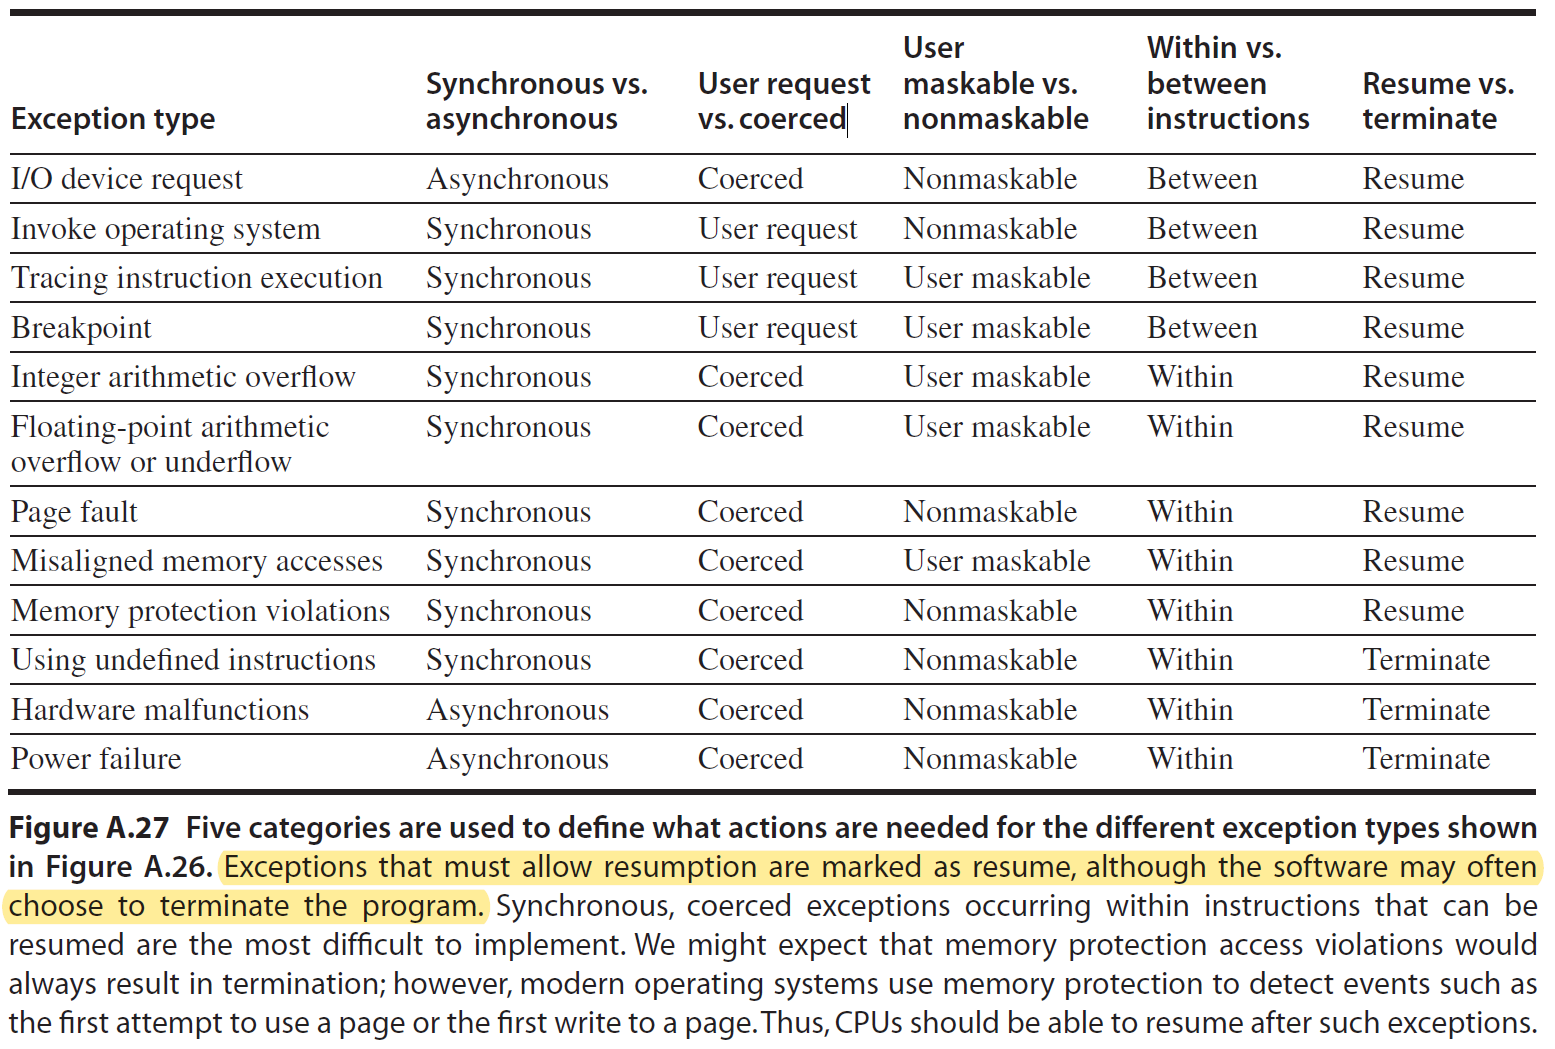 Exception type Synchronous vs. asynchronous User request vs. coerced User maskable vs. nonmaskable Within vs. between instructions Resume vs. terminate
I/O device request Asynchronous Coerced Nonmaskable Between Resume
Invoke operating system Synchronous User request Nonmaskable Between Resume
Tracing instruction execution Synchronous User request User maskable Between Resume
Breakpoint Synchronous User request User maskable Between Resume
Integer arithmetic overflow Synchronous Coerced User maskable Within Resume
Floating-point arithmetic overflow or underflow Synchronous Coerced User maskable Within Resume
Page fault Synchronous Coerced Nonmaskable Within Resume
Misaligned memory accesses Synchronous Coerced User maskable Within Resume
Memory protection violations Synchronous Coerced Nonmaskable Within Resume
Using undefined instructions Synchronous Coerced Nonmaskable Within Terminate
Hardware malfunctions Asynchronous Coerced Nonmaskable Within Terminate
Power failure Asynchronous Coerced Nonmaskable Within Terminate
Figure A.27 Five categories are used to define what actions are needed for the different exception types shown
in Figure A.26. Exceptions that must allow resumption are marked as resume, although the software may often
choose to terminate the program. Synchronous, coerced exceptions occurring within instructions that can be
resumed are the most difficult to implement. We might expect that memory protection access violations would
always result in termination; however, modern operating systems use memory protection to detect events such as
the first attempt to use a page or the first write to a page. Thus, CPUs should be able to resume after such exceptions.